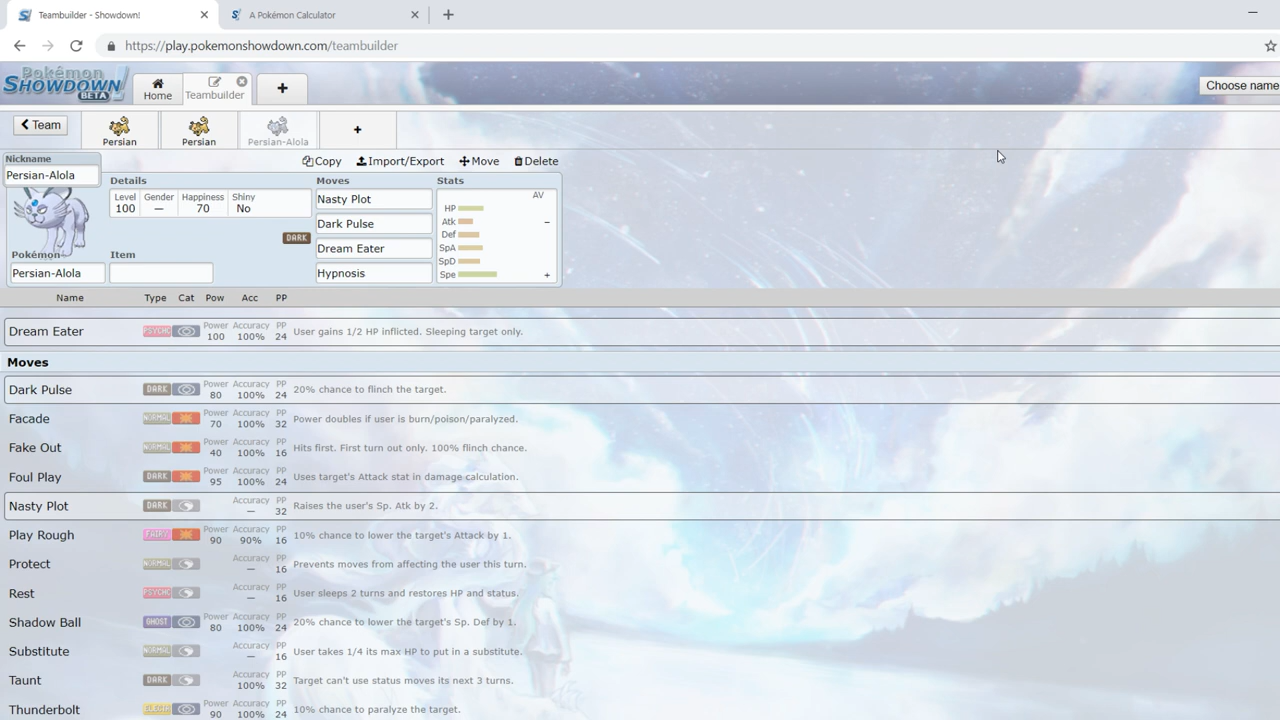 Teambuilder - Showdown!
A Pokémon Calculator
https://play.pokemonshowdown.com/teambuilder
Pokémon
SHOWDOWN!
BETA
Home
Teambuilder
Choose name
Team
Persian
Persian
Persian-Alola
Nickname
Persian-Alola
Copy
Import/Export
Move
Delete
Details
Level
100
Gender
—
Happiness
70
Shiny
No
DARK
Pokémon
Persian-Alola
Item
Moves
Nasty Plot
Dark Pulse
Dream Eater
Hypnosis
Stats
AV
HP
Atk −
Def
SpA
SpD
Spe +
Name Type Cat Pow Acc PP
Dream Eater PSYCHC Power 100 Accuracy 100% PP 24 User gains 1/2 HP inflicted. Sleeping target only.
Moves
Dark Pulse DARK Power 80 Accuracy 100% PP 24 20% chance to flinch the target.
Facade NORMAL Power 70 Accuracy 100% PP 32 Power doubles if user is burn/poison/paralyzed.
Fake Out NORMAL Power 40 Accuracy 100% PP 16 Hits first. First turn out only. 100% flinch chance.
Foul Play DARK Power 95 Accuracy 100% PP 24 Uses target's Attack stat in damage calculation.
Nasty Plot DARK Accuracy — PP 32 Raises the user's Sp. Atk by 2.
Play Rough FAIRY Power 90 Accuracy 90% PP 16 10% chance to lower the target's Attack by 1.
Protect NORMAL Accuracy — PP 16 Prevents moves from affecting the user this turn.
Rest PSYCHC Accuracy — PP 16 User sleeps 2 turns and restores HP and status.
Shadow Ball GHOST Power 80 Accuracy 100% PP 24 20% chance to lower the target's Sp. Def by 1.
Substitute NORMAL Accuracy — PP 16 User takes 1/4 its max HP to put in a substitute.
Taunt DARK Accuracy 100% PP 32 Target can't use status moves its next 3 turns.
Thunderbolt ELECTR Power 90 Accuracy 100% PP 24 10% chance to paralyze the target.